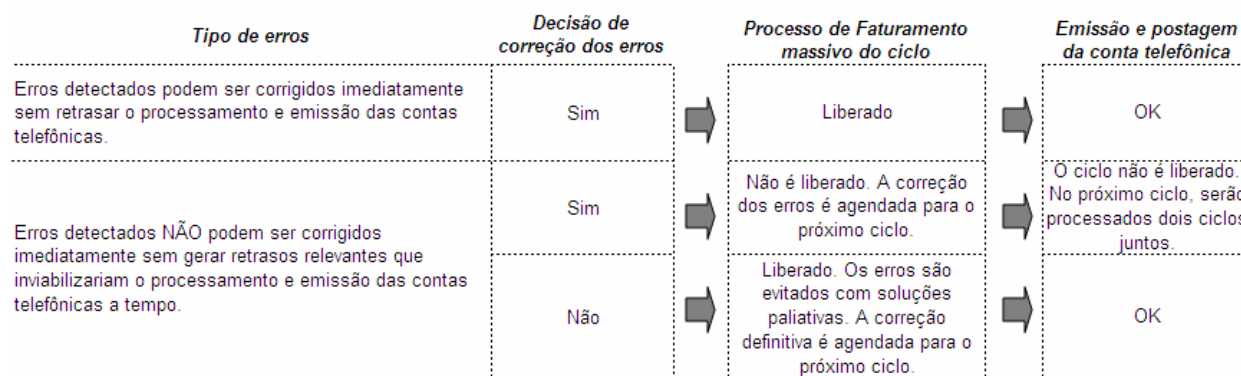 Tipo de erros
Decisão de
correção dos erros
Processo de Faturamento
massivo do ciclo
Emissão e postagem
da conta telefônica
Erros detectados podem ser corrigidos imediatamente
sem retrasar o processamento e emissão das contas
telefônicas.
Sim
Liberado
OK
Erros detectados NÃO podem ser corrigidos
imediatamente sem gerar retrasos relevantes que
inviabilizariam o processamento e emissão das contas
telefônicas a tempo.
Sim
Não é liberado. A correção
dos erros é agendada para o
próximo ciclo.
O ciclo não é liberado.
No próximo ciclo, serão
processados dois ciclos
juntos.
Não
Liberado. Os erros são
evitados com soluções
paliativas. A correção
definitiva é agendada para o
próximo ciclo.
OK